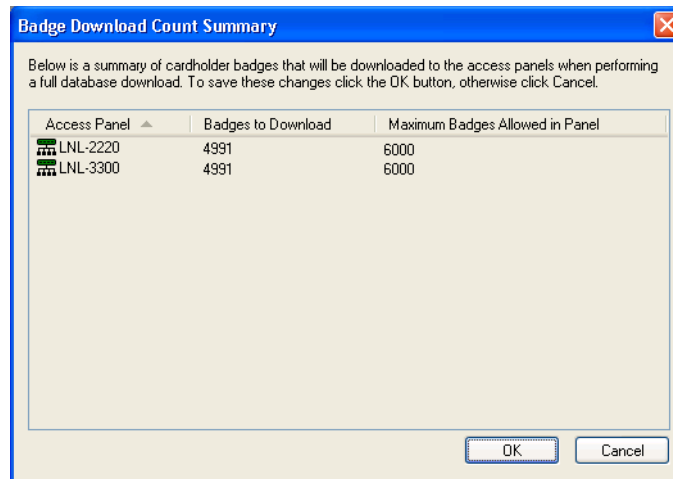 Badge Download Count Summary
Below is a summary of cardholder badges that will be downloaded to the access panels when performing
a full database download. To save these changes click the OK button, otherwise click Cancel.
Access Panel Badges to Download Maximum Badges Allowed in Panel
LNL-2220 4991 6000
LNL-3300 4991 6000
OK Cancel